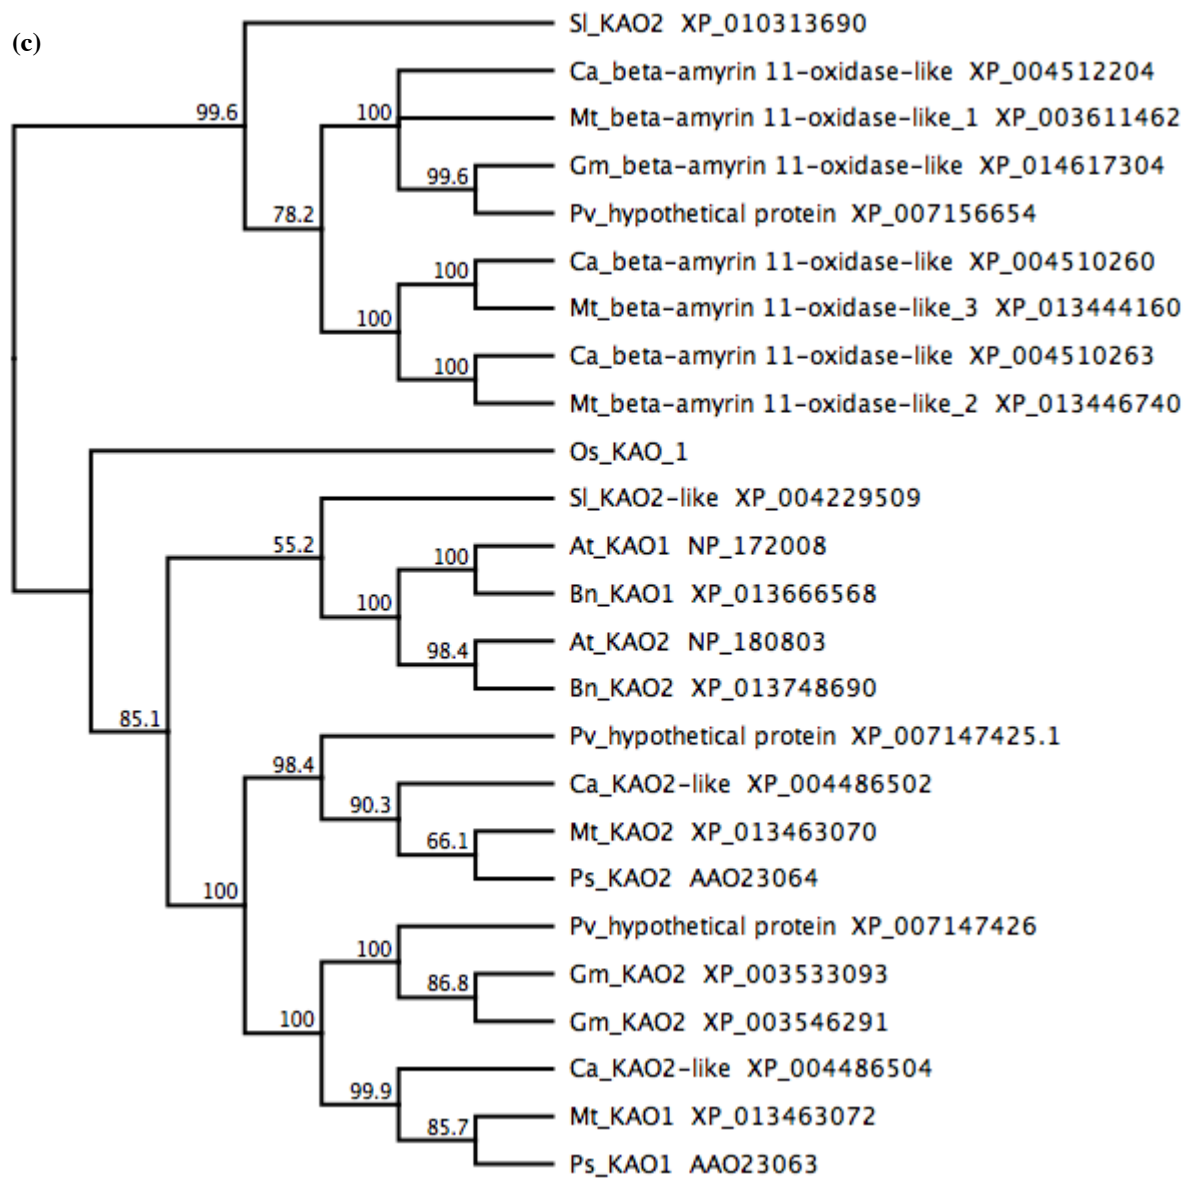 (c)
Sl_KAO2 XP_010313690
Ca_beta-amyrin 11-oxidase-like XP_004512204
99.6
100
Mt_beta-amyrin 11-oxidase-like_1 XP_003611462
Gm_beta-amyrin 11-oxidase-like XP_014617304
99.6
Pv_hypothetical protein XP_007156654
78.2
Ca_beta-amyrin 11-oxidase-like XP_004510260
100
Mt_beta-amyrin 11-oxidase-like_3 XP_013444160
100
Ca_beta-amyrin 11-oxidase-like XP_004510263
100
Mt_beta-amyrin 11-oxidase-like_2 XP_013446740
Os_KAO_1
Sl_KAO2-like XP_004229509
55.2
At_KAO1 NP_172008
100
Bn_KAO1 XP_013666568
100
At_KAO2 NP_180803
98.4
Bn_KAO2 XP_013748690
85.1
Pv_hypothetical protein XP_007147425.1
98.4
Ca_KAO2-like XP_004486502
90.3
Mt_KAO2 XP_013463070
66.1
Ps_KAO2 AAO23064
100
Pv_hypothetical protein XP_007147426
100
Gm_KAO2 XP_003533093
86.8
Gm_KAO2 XP_003546291
100
Ca_KAO2-like XP_004486504
99.9
Mt_KAO1 XP_013463072
85.7
Ps_KAO1 AAO23063